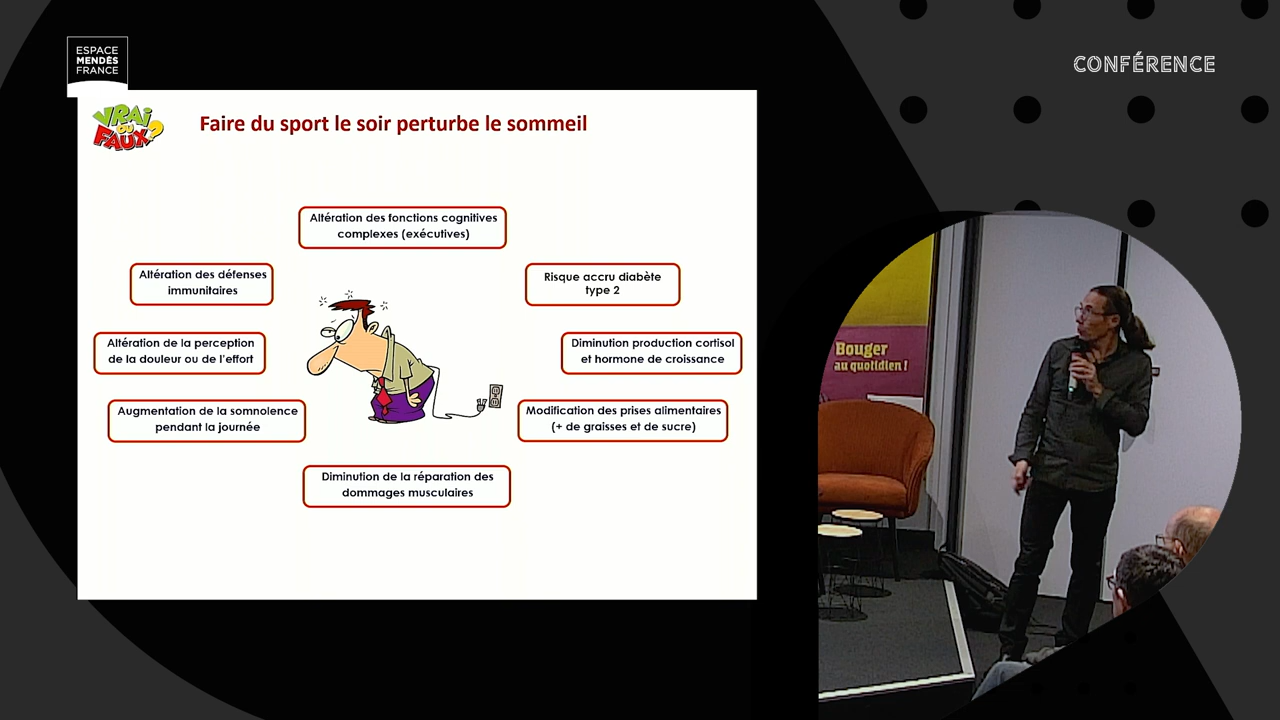 ESPACE
MENDÈS
FRANCE
CONFÉRENCE
VRAI
OU
FAUX?
Faire du sport le soir perturbe le sommeil
Altération des fonctions cognitives
complexes (exécutives)
Altération des défenses
immunitaires
Risque accru diabète
type 2
Altération de la perception
de la douleur ou de l'effort
Diminution production cortisol
et hormone de croissance
Augmentation de la somnolence
pendant la journée
Modification des prises alimentaires
(+ de graisses et de sucre)
Diminution de la réparation des
dommages musculaires
Bouger
au quotidien !